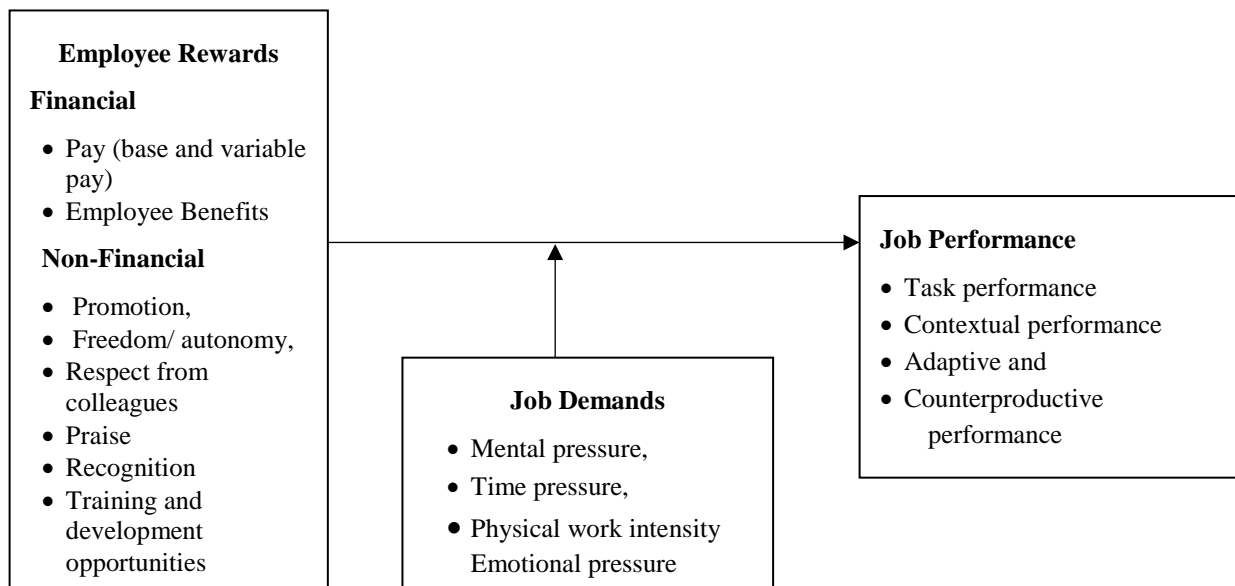 Employee Rewards
Financial
• Pay (base and variable
pay)
• Employee Benefits
Non-Financial
• Promotion,
• Freedom/ autonomy,
• Respect from
colleagues
• Praise
• Recognition
• Training and
development
opportunities
Job Demands
• Mental pressure,
• Time pressure,
• Physical work intensity
Emotional pressure
Job Performance
• Task performance
• Contextual performance
• Adaptive and
• Counterproductive
performance